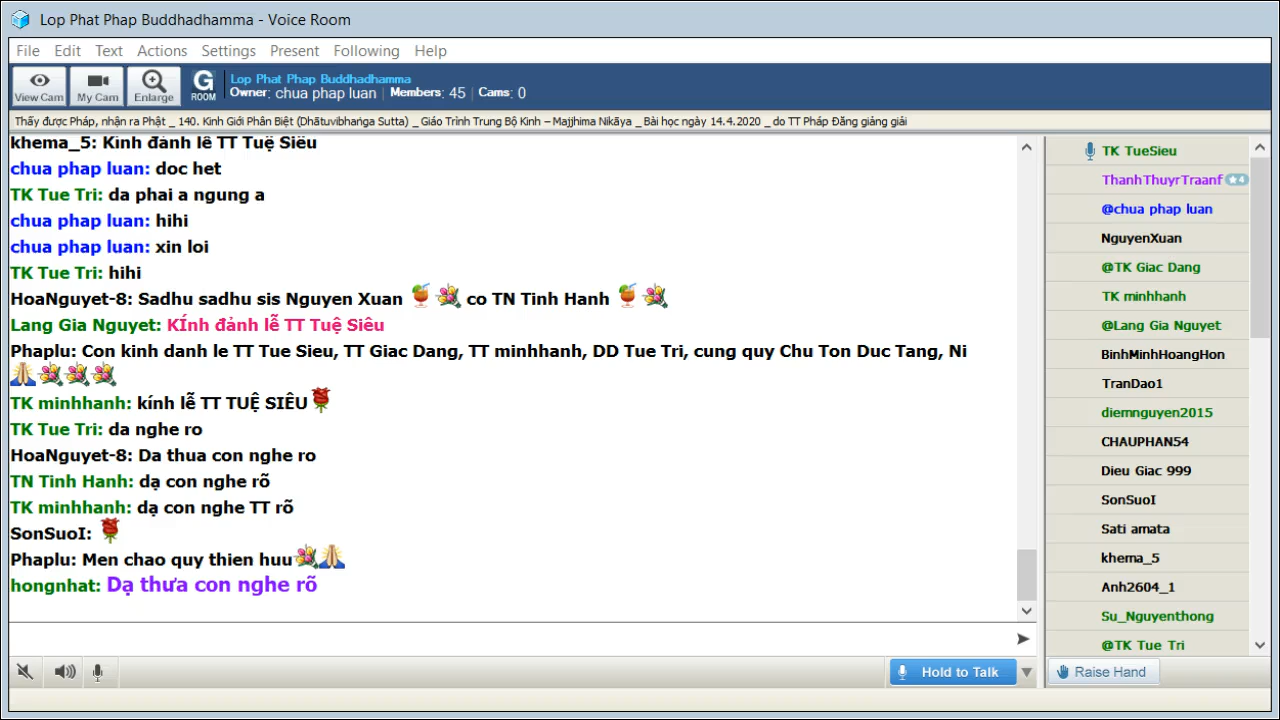 Lop Phat Phap Buddhadhamma - Voice Room
File Edit Text Actions Settings Present Following Help
View Cam My Cam Enlarge G ROOM
Lop Phat Phap Buddhadhamma
Owner: chua phap luan Members: 45 Cams: 0
Thấy được Pháp, nhận ra Phật _ 140. Kinh Giới Phân Biệt (Dhātuvibhaṅga Sutta) _ Giáo Trình Trung Bộ Kinh – Majjhima Nikāya _ Bài học ngày 14.4.2020 _ do TT Pháp Đăng giảng giải
khema_5: Kinh đảnh lễ TT Tuệ Siêu
chua phap luan: doc het
TK Tue Tri: da phai a ngung a
chua phap luan: hihi
chua phap luan: xin loi
TK Tue Tri: hihi
HoaNguyet-8: Sadhu sadhu sis Nguyen Xuan co TN Tinh Hanh
Lang Gia Nguyet: KÍnh đảnh lễ TT Tuệ Siêu
Phaplu: Con kinh danh le TT Tue Sieu, TT Giac Dang, TT minhhanh, DD Tue Tri, cung quy Chu Ton Duc Tang, Ni
TK minhhanh: kính lễ TT TUỆ SIÊU
TK Tue Tri: da nghe ro
HoaNguyet-8: Da thua con nghe ro
TN Tinh Hanh: dạ con nghe rõ
TK minhhanh: dạ con nghe TT rõ
SonSuoI:
Phaplu: Men chao quy thien huu
hongnhat: Dạ thưa con nghe rõ
TK TueSieu
ThanhThuyrTraanf 4
@chua phap luan
NguyenXuan
@TK Giac Dang
TK minhhanh
@Lang Gia Nguyet
BinhMinhHoangHon
TranDao1
diemnguyen2015
CHAUPHAN54
Dieu Giac 999
SonSuoI
Sati amata
khema_5
Anh2604_1
Su_Nguyenthong
@TK Tue Tri
Hold to Talk
Raise Hand